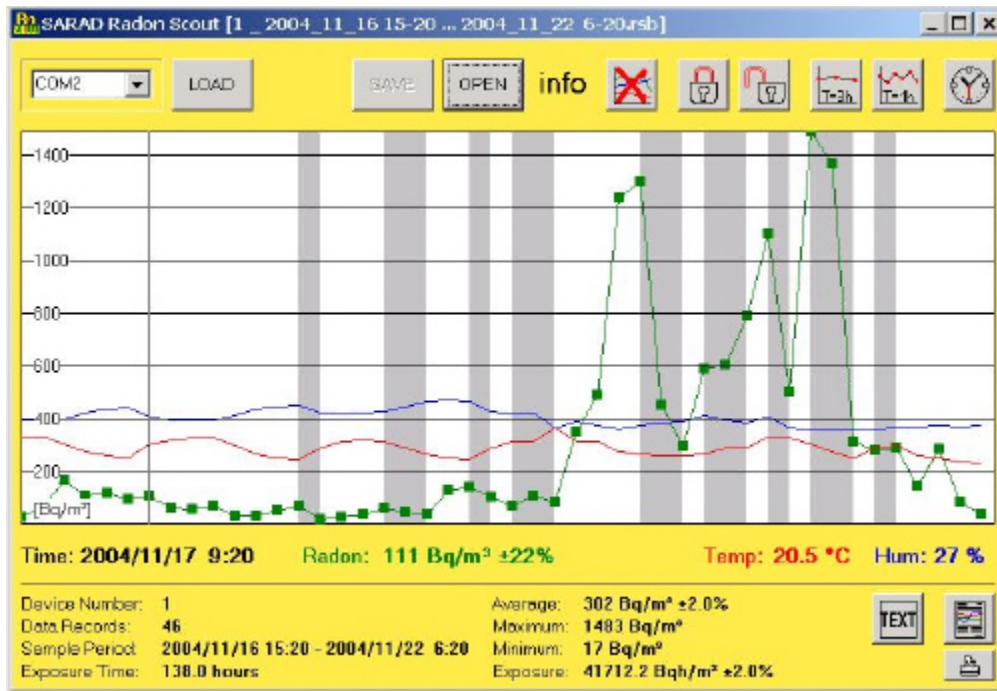 SARAD Radon Scout [1 _ 2004_11_16 15-20 ... 2004_11_22 6-20.rsb]
COM2 LOAD SAVE OPEN info T=3h T=1h
1400
1200
1000
800
600
400
200
[Bq/m³]
Time: 2004/11/17 9:20 Radon: 111 Bq/m³ ±22% Temp: 20.5 °C Hum: 27 %
Device Number: 1 Average: 302 Bq/m³ ±2.0%
Data Records: 46 Maximum: 1483 Bq/m³
Sample Period: 2004/11/16 15:20 - 2004/11/22 6:20 Minimum: 17 Bq/m³
Exposure Time: 138.0 hours Exposure: 41712.2 Bqh/m³ ±2.0%
TEXT